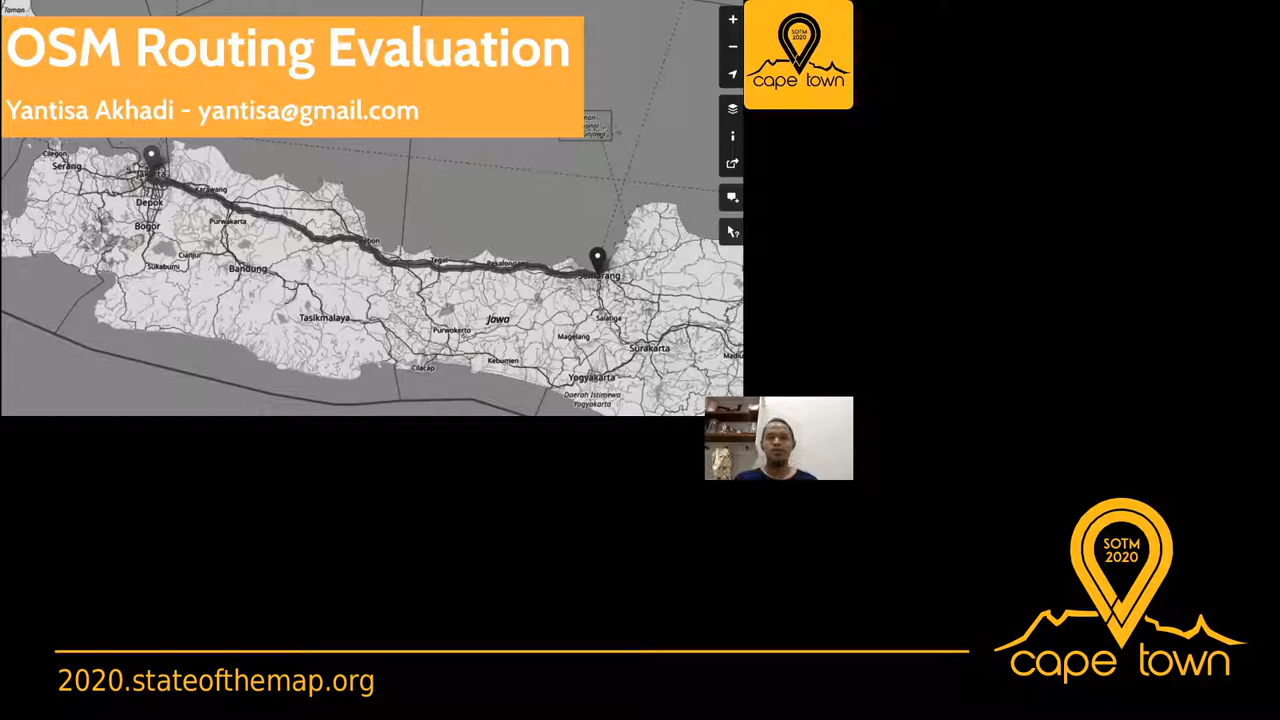 OSM Routing Evaluation
Yantisa Akhadi - yantisa@gmail.com
SOTM
2020
cape town
Cilegon
Serang
Karawang
Depok
Purwakarta
Bogor
Cianjur
Sukabumi
Bandung
Tegal
Pekalongan
Semarang
Tasikmalaya
Jawa
Salatiga
Purwokerto
Magelang
Surakarta
Cilacap
Kebumen
Yogyakarta
Daerah Istimewa
Yogyakarta
SOTM
2020
cape town
2020.stateofthemap.org